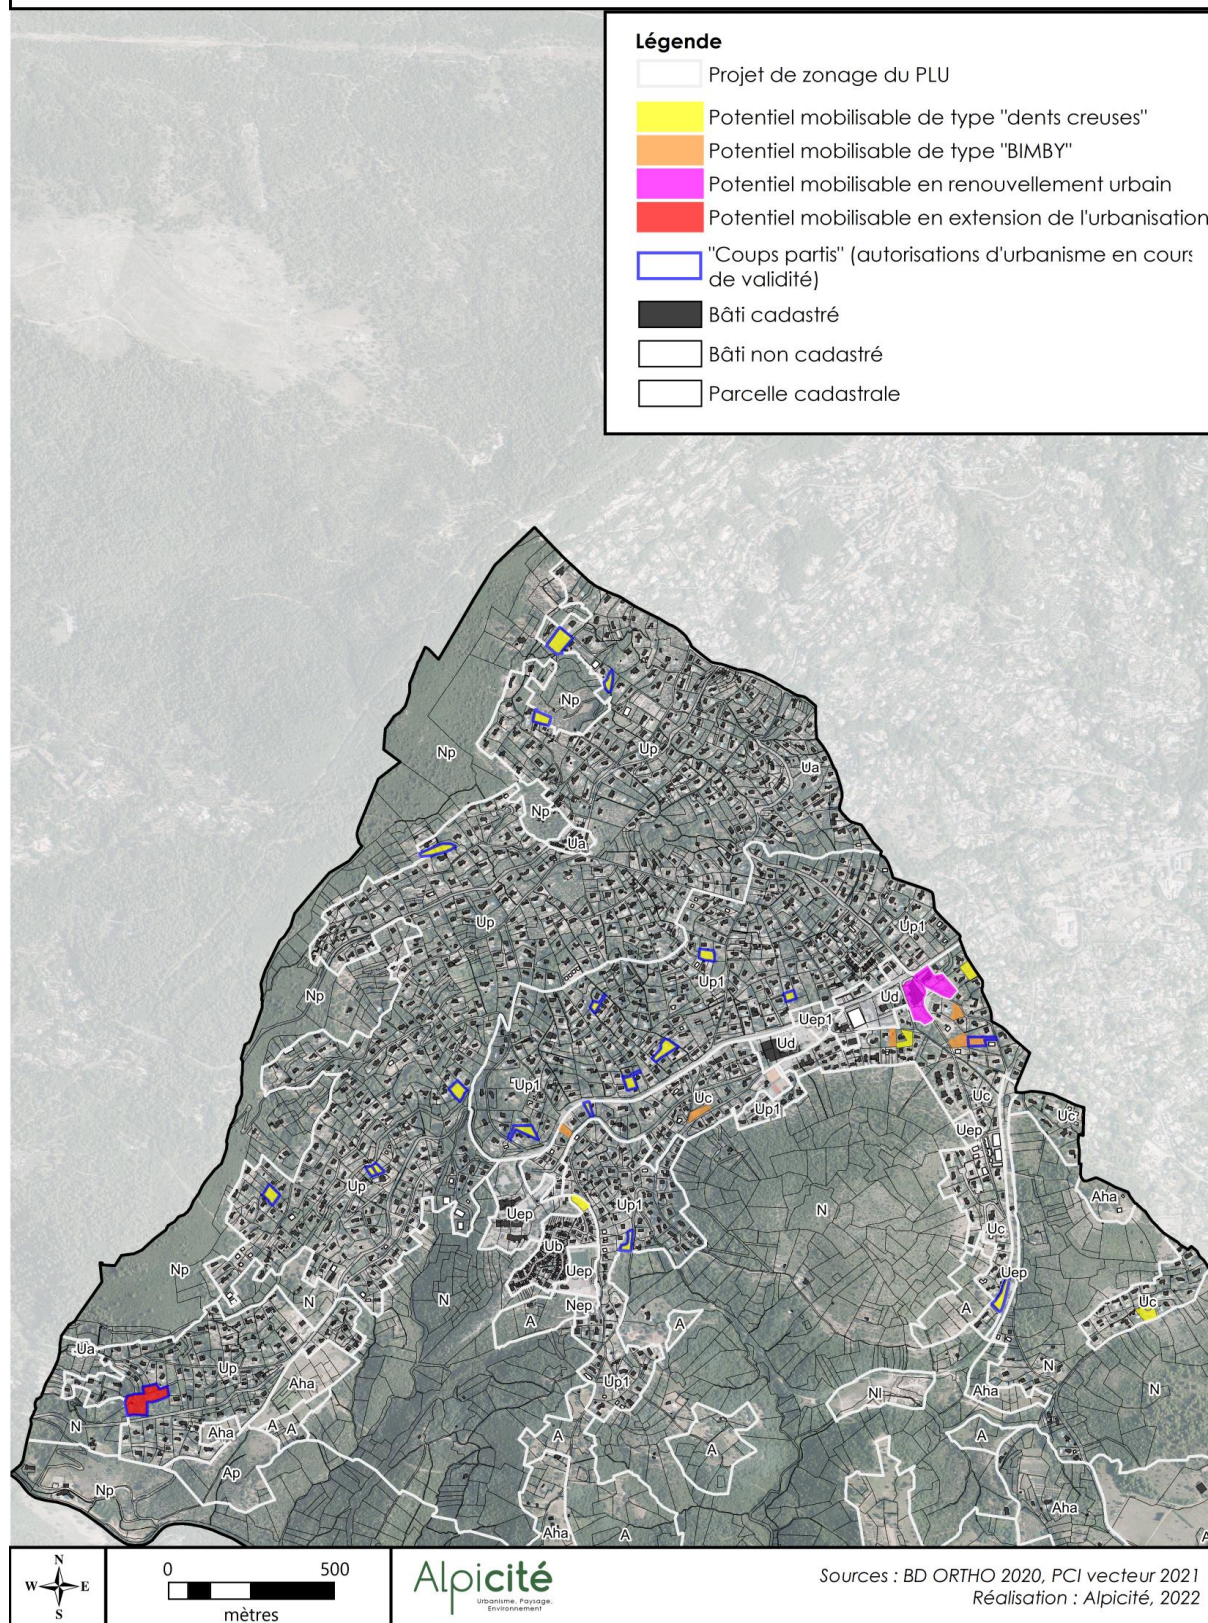 Légende
Projet de zonage du PLU
Potentiel mobilisable de type "dents creuses"
Potentiel mobilisable de type "BIMBY"
Potentiel mobilisable en renouvellement urbain
Potentiel mobilisable en extension de l'urbanisation
"Coups partis" (autorisations d'urbanisme en cours
de validité)
Bâti cadastré
Bâti non cadastré
Parcelle cadastrale
Np
Np
Up
Ua
Np
Ua
Up
Up1
Up1
Np
Ud
Uep1
Ud
Up1
Uc
Up1
Uc
Uc
Uep
Up
Aha
Up1
N
Uep
Uc
Ub
Uep
Np
Uep
N
N
Nep
A
Uc
A
A
Ua
Up
N
Up1
Aha
Nl
Aha
N
N
A
Aha
A
A
A
A
Ap
Np
Aha
Aha
A
A
N
W
E
S
0
500
mètres
Alpicité
Urbanisme, Paysage,
Environnement
Sources : BD ORTHO 2020, PCI vecteur 2021
Réalisation : Alpicité, 2022